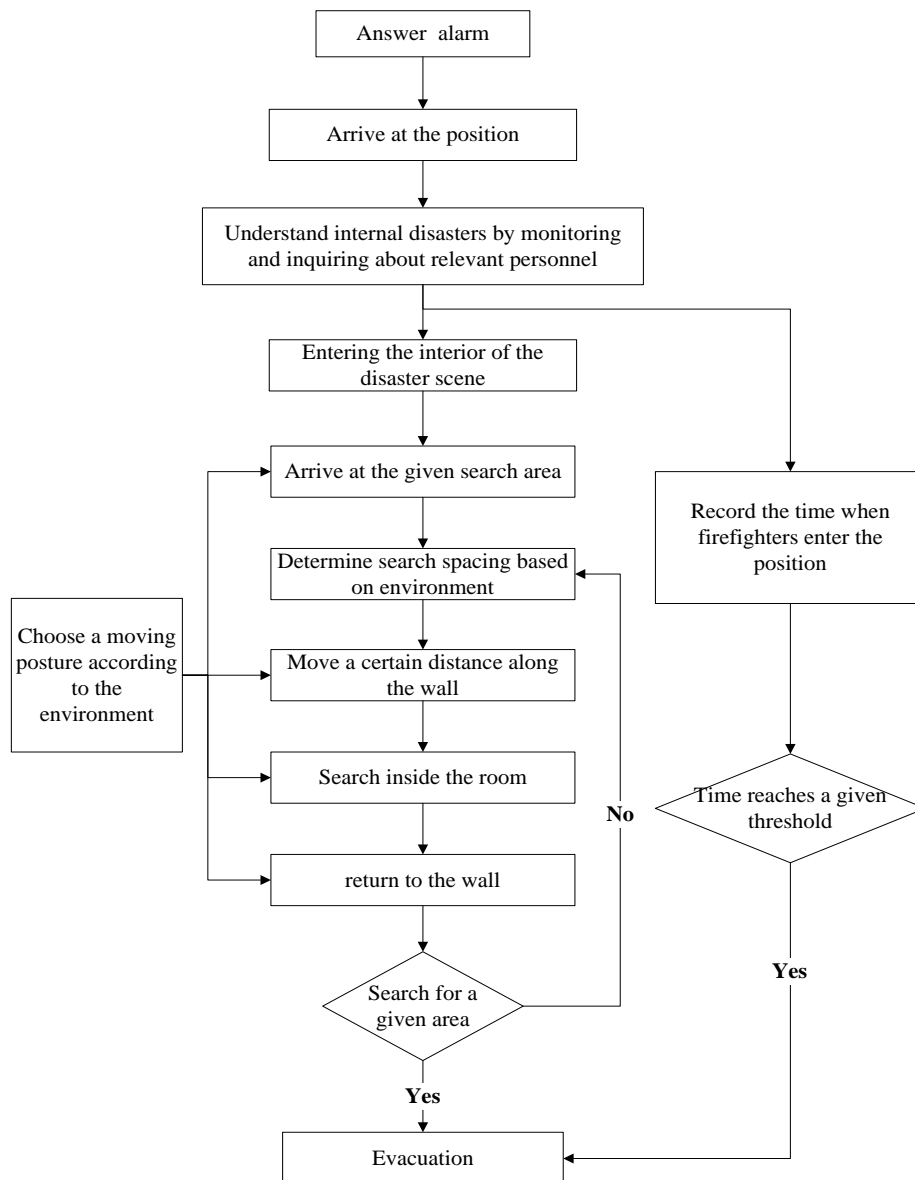 Answer alarm
Arrive at the position
Understand internal disasters by monitoring
and inquiring about relevant personnel
Entering the interior of the
disaster scene
Arrive at the given search area
Record the time when
firefighters enter the
position
Determine search spacing based
on environment
Choose a moving
posture according
to the
environment
Move a certain distance along
the wall
Search inside the room
Time reaches a given
threshold
No
return to the wall
Yes
Search for a
given area
Yes
Evacuation